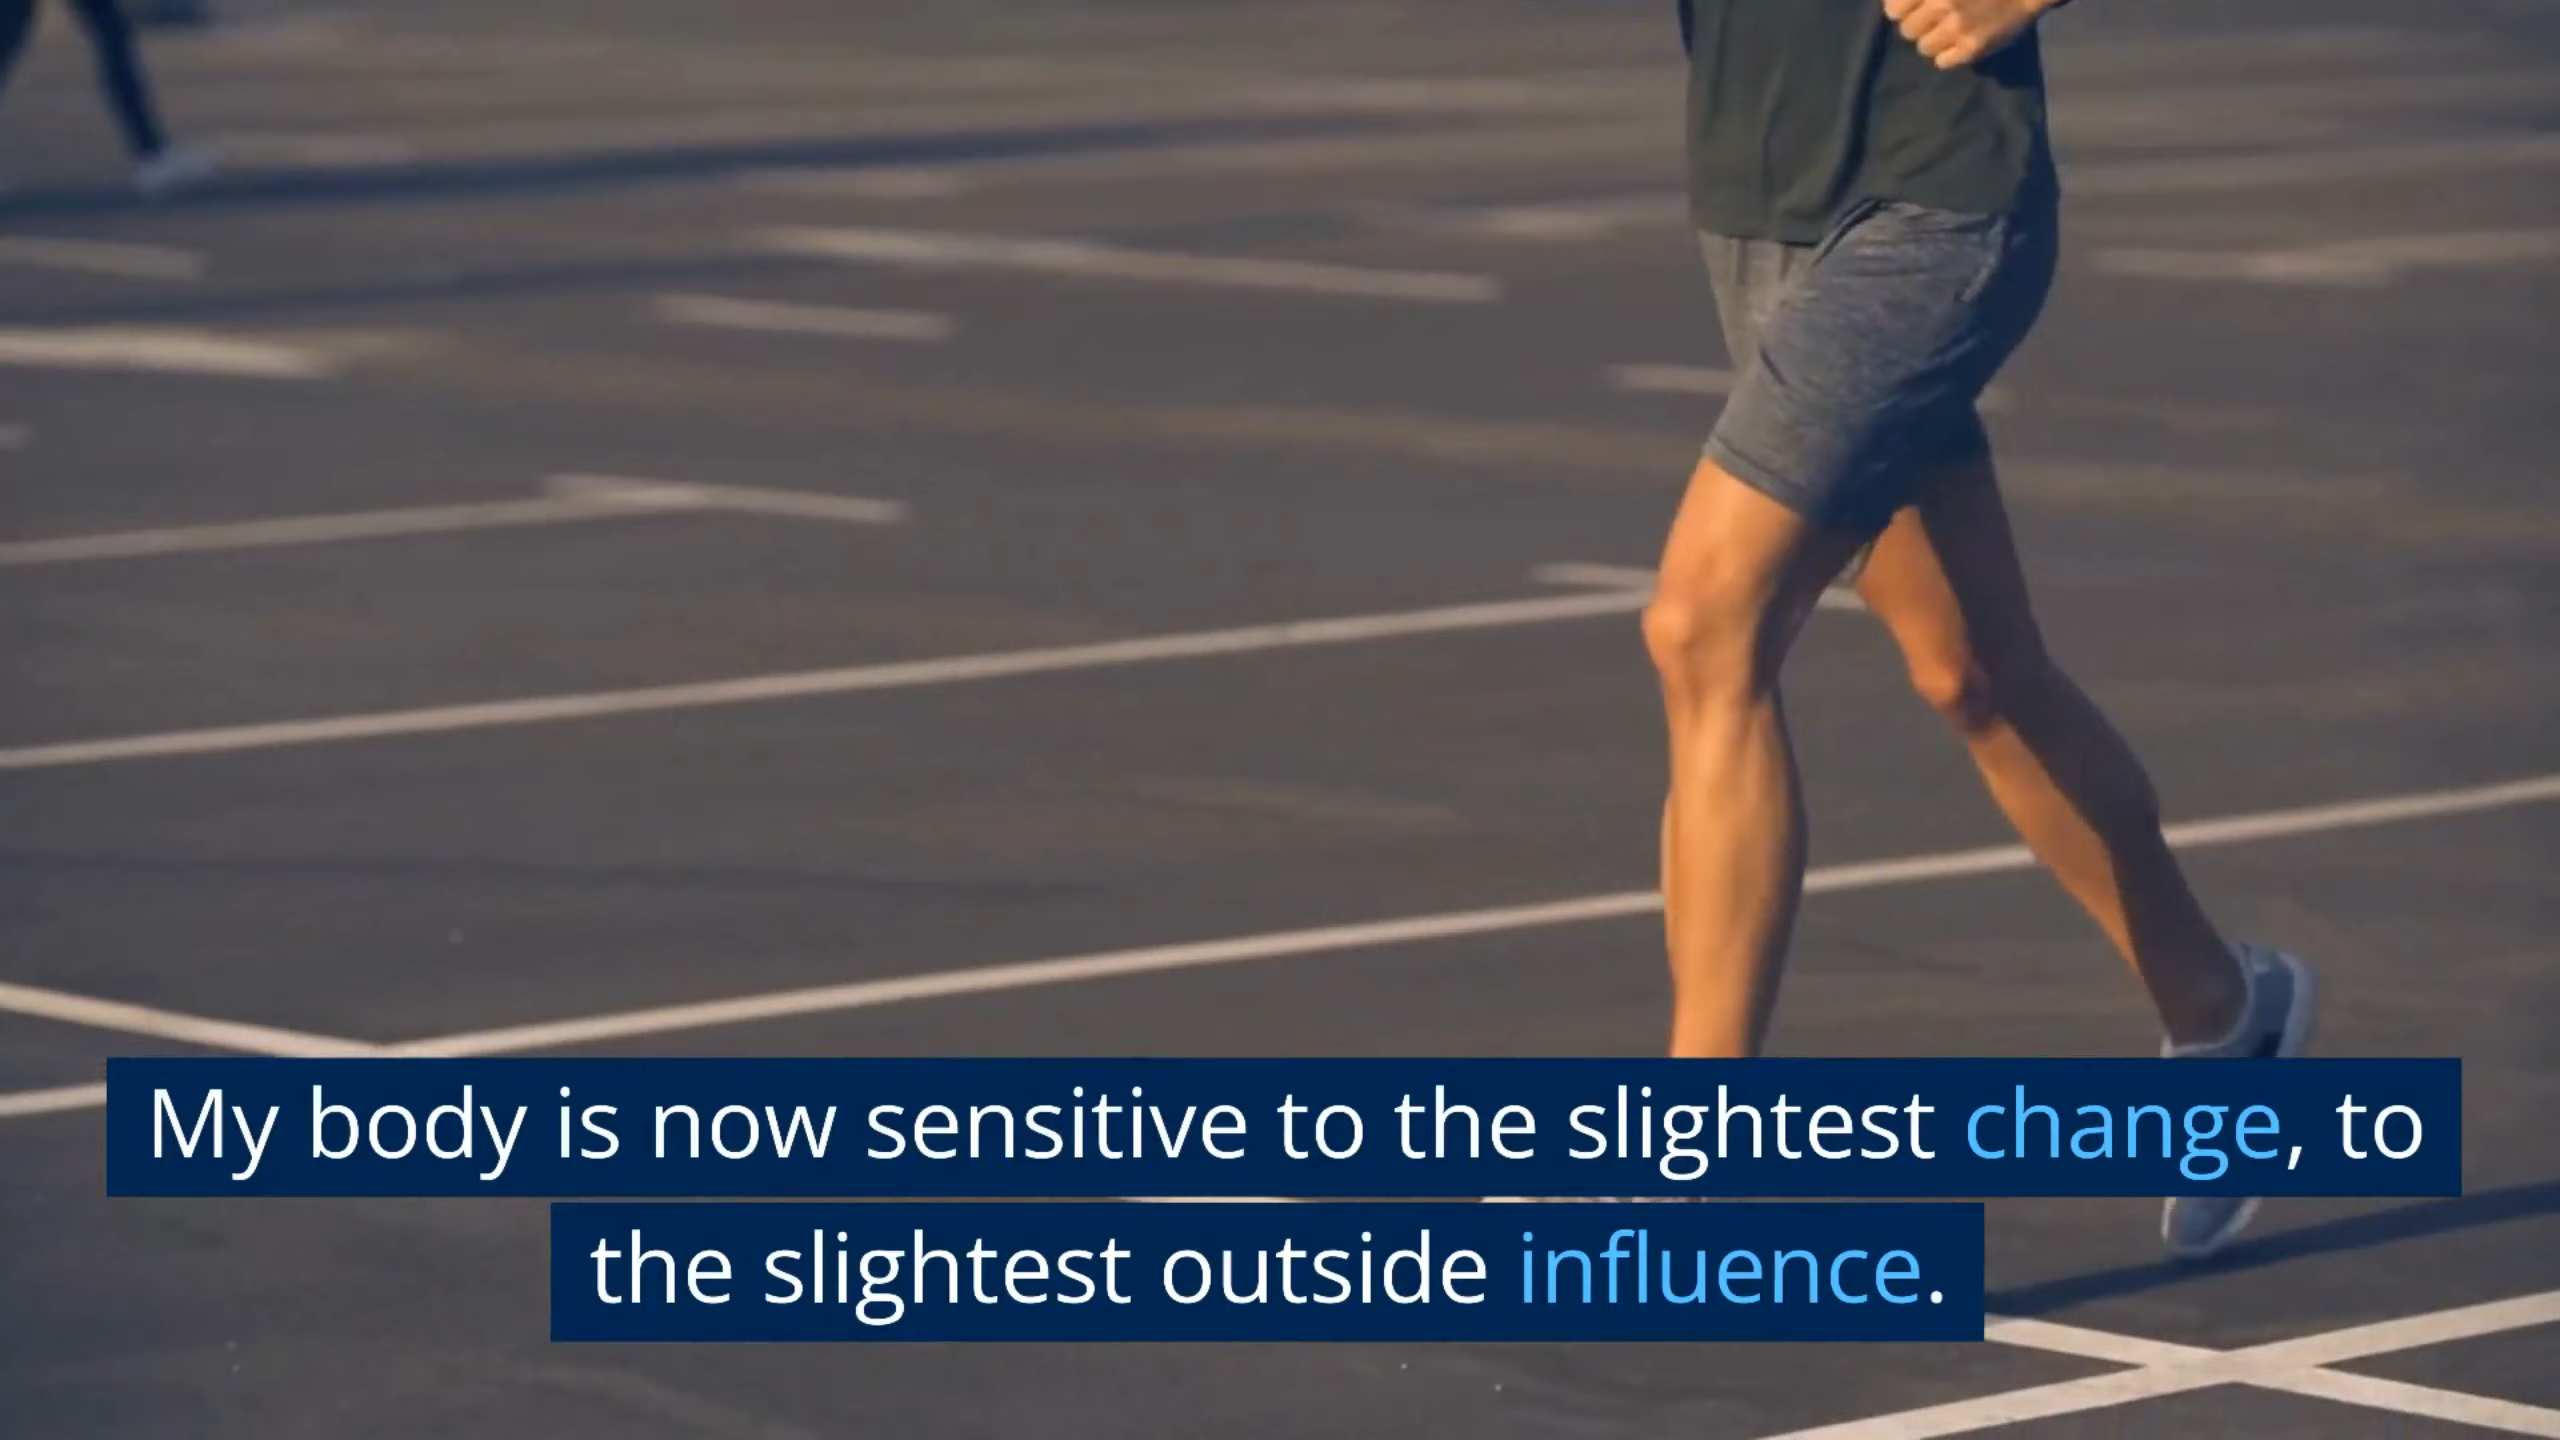 My body is now sensitive to the slightest change, to
the slightest outside influence.